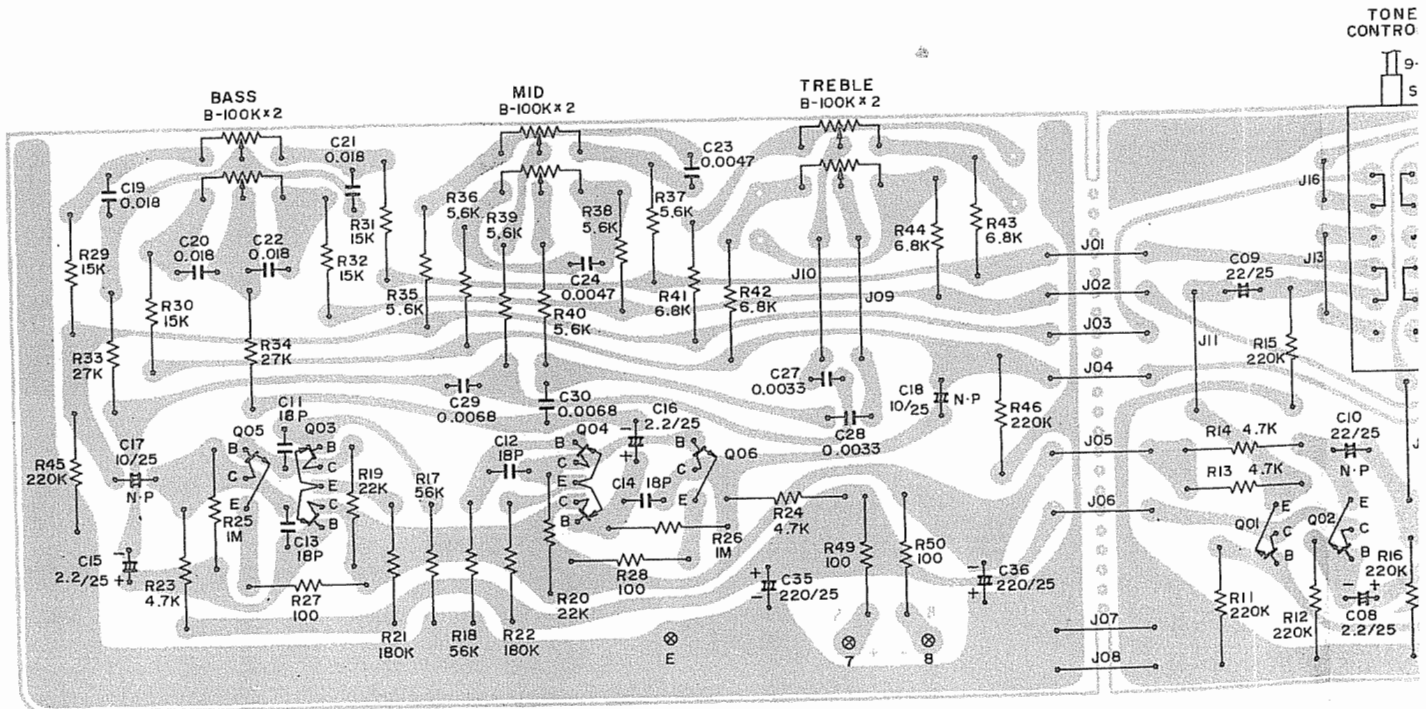 TONE
CONTRO
9-
S
BASS
B-100K×2
MID
B-100K×2
TREBLE
B-100K×2
C19
0.018
C21
0.018
C23
0.0047
J16
R29
15K
C20
0.018
C22
0.018
R31
15K
R32
15K
R36
5.6K
R39
5.6K
R38
5.6K
R37
5.6K
R44
6.8K
R43
6.8K
J01
J13
R30
15K
R35
5.6K
C24
0.0047
R40
5.6K
R41
6.8K
R42
6.8K
J10
J09
J02
C09
22/25
R33
27K
R34
27K
J03
J11
R15
220K
C29
0.0068
C30
0.0068
C27
0.0033
C18
10/25
N·P
J04
C11
18P
C28
0.0033
R46
220K
R45
220K
C17
10/25
N·P
Q05
B
C
E
Q03
B
C
E
C
B
R19
22K
R17
56K
C12
18P
Q04
B
C
E
C
B
C16
2.2/25
-
+
B
C
E
Q06
J05
R14 4.7K
R13 4.7K
C10
22/25
N·P
R25
1M
C13
18P
C14 18P
R24
4.7K
J06
Q01
E
C
B
Q02
E
C
B
C15
2.2/25
-
+
R23
4.7K
R27
100
R21
180K
R18
56K
R22
180K
R20
22K
R28
100
R26
1M
C35
220/25
+
-
R49
100
R50
100
C36
220/25
-
+
R11
220K
R12
220K
R16
220K
- +
C08
2.2/25
E
7
8
J07
J08